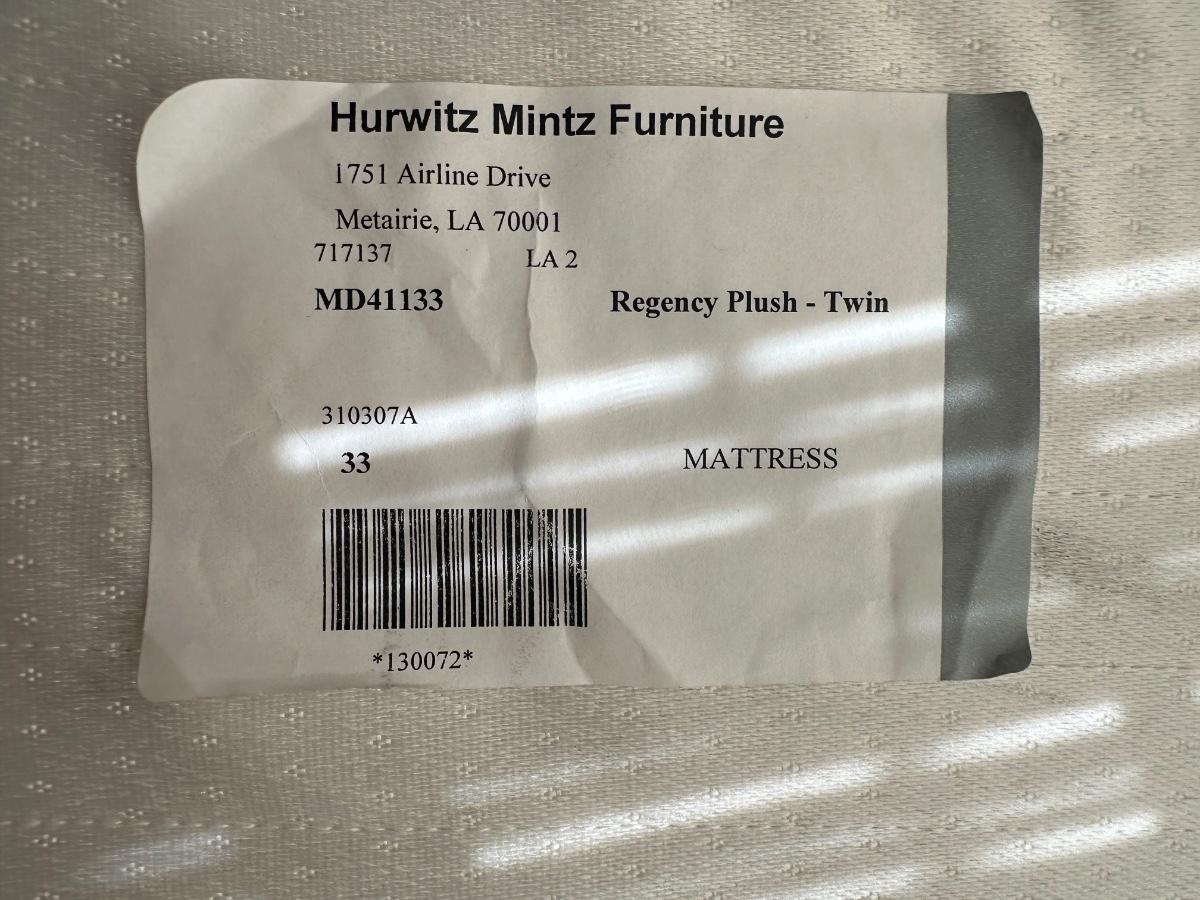 Hurwitz Mintz Furniture
1751 Airline Drive
Metairie, LA 70001
717137 LA 2
MD41133 Regency Plush - Twin
310307A
33 MATTRESS
*130072*